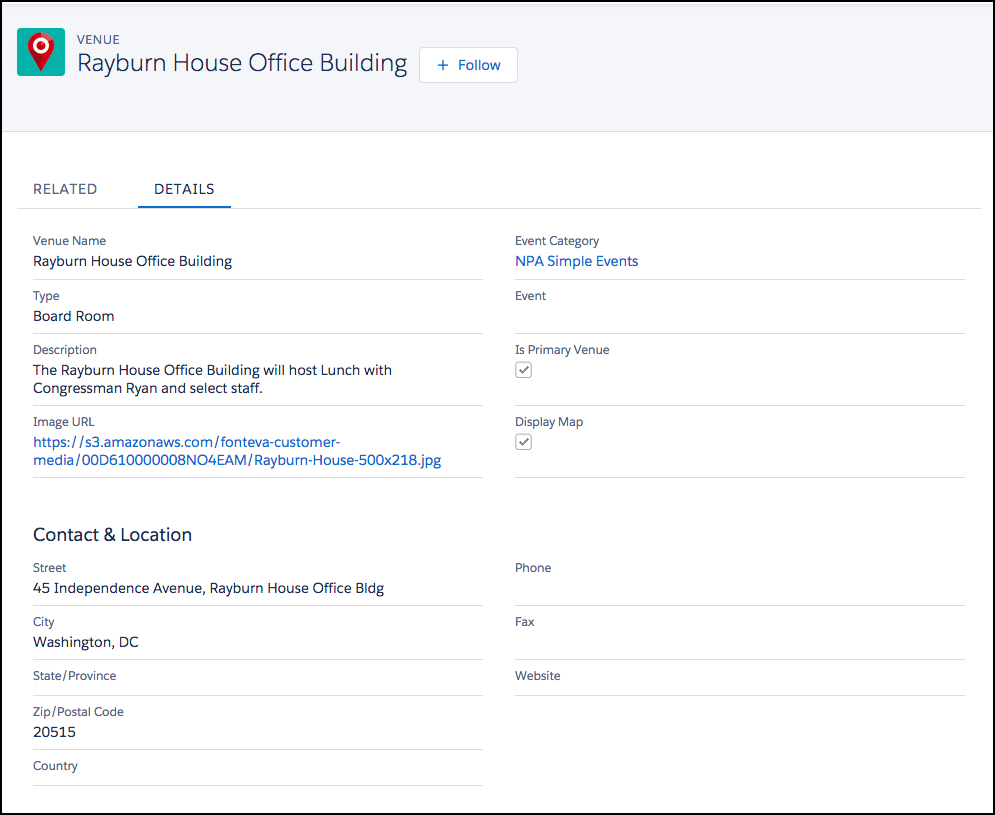 VENUE
Rayburn House Office Building
+ Follow
RELATED
DETAILS
Venue Name
Rayburn House Office Building
Event Category
NPA Simple Events
Type
Board Room
Event
Description
The Rayburn House Office Building will host Lunch with
Congressman Ryan and select staff.
Is Primary Venue
Image URL
https://s3.amazonaws.com/fonteva-customer-
media/00D610000008NO4EAM/Rayburn-House-500x218.jpg
Display Map
Contact & Location
Street
45 Independence Avenue, Rayburn House Office Bldg
Phone
City
Washington, DC
Fax
State/Province
Website
Zip/Postal Code
20515
Country